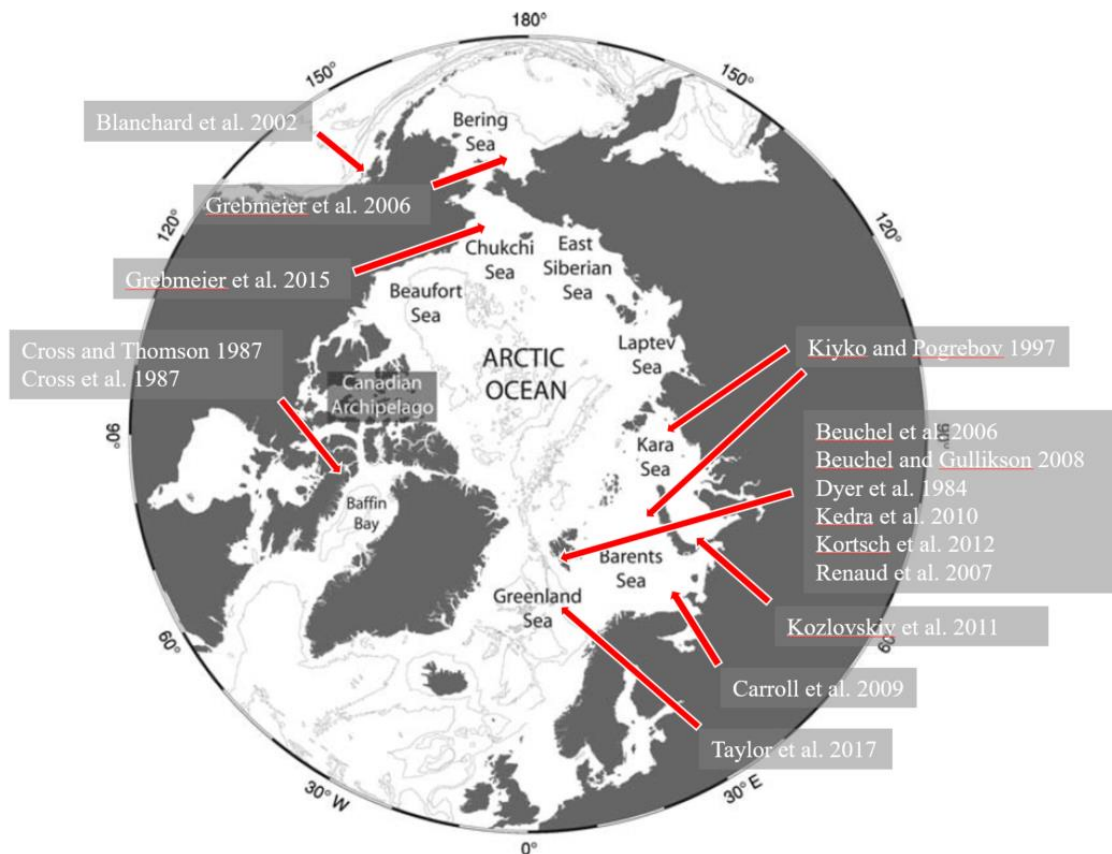 180°
150°
150°
Blanchard et al. 2002
Bering
Sea
Grebmeier et al. 2006
120°
120°
Chukchi
Sea
East
Siberian
Sea
Grebmeier et al. 2015
Beaufort
Sea
Laptev
Sea
Cross and Thomson 1987
Cross et al. 1987
Kiyko and Pogrebov 1997
ARCTIC
OCEAN
Canadian
Archipelago
90°
90°
Kara
Sea
Beuchel et al. 2006
Beuchel and Gullikson 2008
Dyer et al. 1984
Kedra et al. 2010
Kortsch et al. 2012
Renaud et al. 2007
Baffin
Bay
Barents
Sea
Greenland
Sea
Kozlovskiy et al. 2011
60°
60°
Carroll et al. 2009
Taylor et al. 2017
30° W
30° E
0°